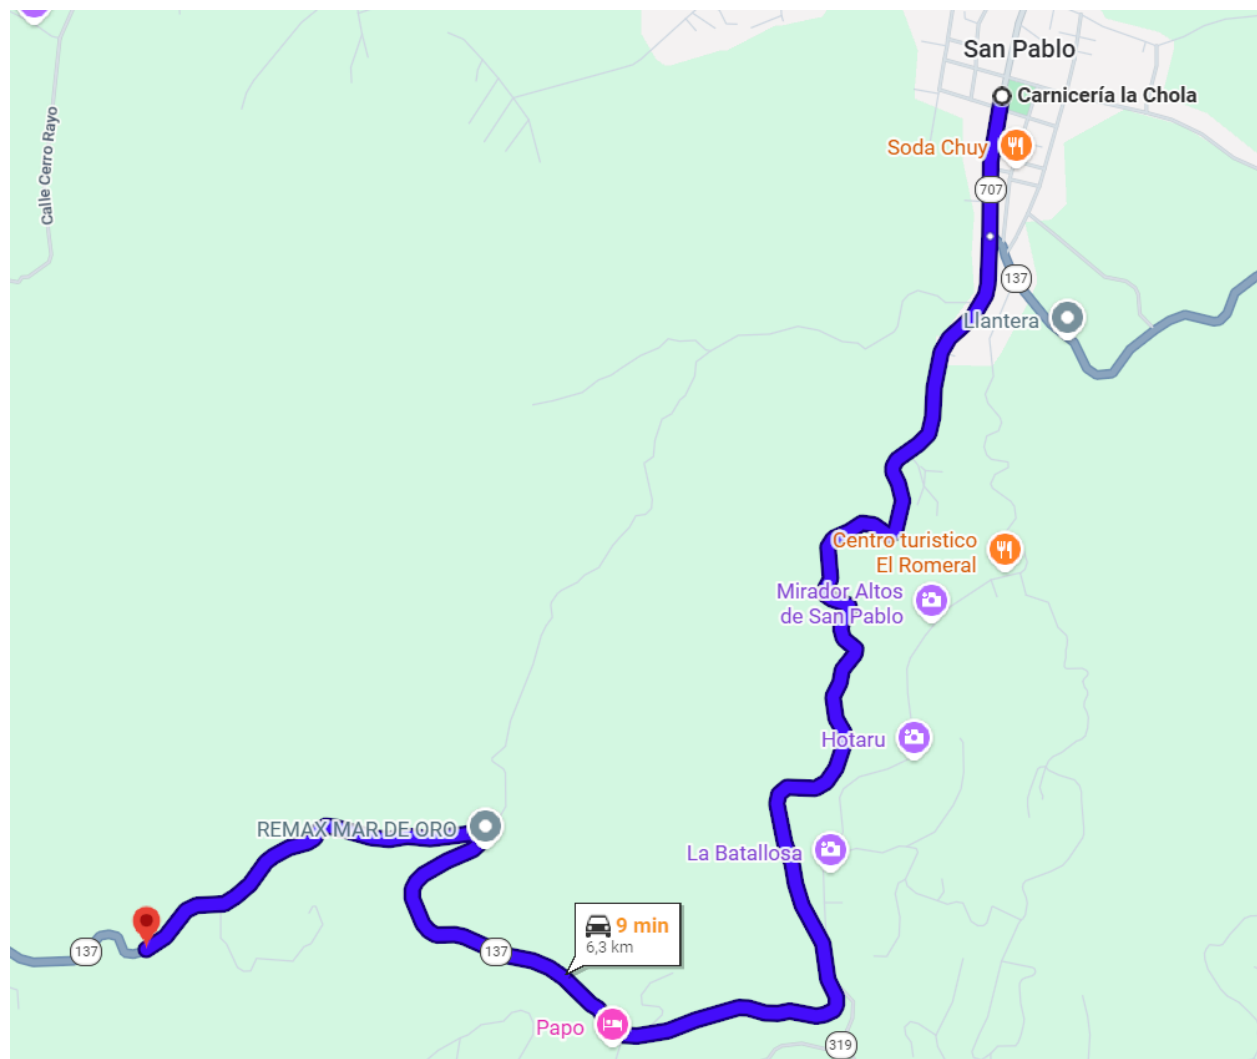 San Pablo
Carnicería la Chola
Soda Chuy
Calle Cerro Rayo
707
137
Llantera
Centro turistico
El Romeral
Mirador Altos
de San Pablo
Hotaru
REMAX MAR DE ORO
La Batallosa
9 min
6,3 km
137
137
Papo
319